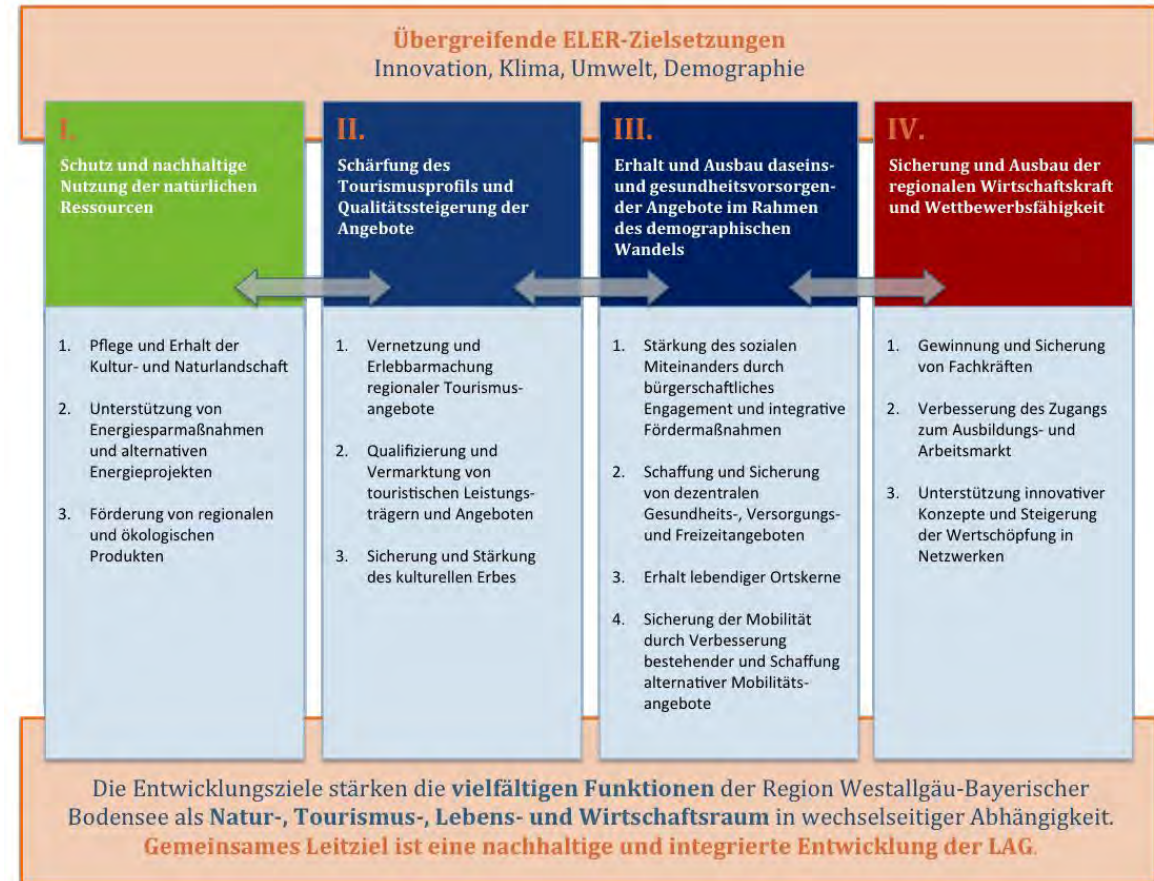 Übergreifende ELER-Zielsetzungen
Innovation, Klima, Umwelt, Demographie
I.
Schutz und nachhaltige
Nutzung der natürlichen
Ressourcen
1. Pflege und Erhalt der
Kultur- und Naturlandschaft
2. Unterstützung von
Energiesparmaßnahmen
und alternativen
Energieprojekten
3. Förderung von regionalen
und ökologischen
Produkten
II.
Schärfung des
Tourismusprofils und
Qualitätssteigerung der
Angebote
1. Vernetzung und
Erlebbarmachung
regionaler Tourismus-
angebote
2. Qualifizierung und
Vermarktung von
touristischen Leistungs-
trägern und Angeboten
3. Sicherung und Stärkung
des kulturellen Erbes
III.
Erhalt und Ausbau daseins-
und gesundheitsvorsorgen-
der Angebote im Rahmen
des demographischen
Wandels
1. Stärkung des sozialen
Miteinanders durch
bürgerschaftliches
Engagement und integrative
Fördermaßnahmen
2. Schaffung und Sicherung
von dezentralen
Gesundheits-, Versorgungs-
und Freizeitangeboten
3. Erhalt lebendiger Ortskerne
4. Sicherung der Mobilität
durch Verbesserung
bestehender und Schaffung
alternativer Mobilitäts-
angebote
IV.
Sicherung und Ausbau der
regionalen Wirtschaftskraft
und Wettbewerbsfähigkeit
1. Gewinnung und Sicherung
von Fachkräften
2. Verbesserung des Zugangs
zum Ausbildungs- und
Arbeitsmarkt
3. Unterstützung innovativer
Konzepte und Steigerung
der Wertschöpfung in
Netzwerken
Die Entwicklungsziele stärken die vielfältigen Funktionen der Region Westallgäu-Bayerischer
Bodensee als Natur-, Tourismus-, Lebens- und Wirtschaftsraum in wechselseitiger Abhängigkeit.
Gemeinsames Leitziel ist eine nachhaltige und integrierte Entwicklung der LAG.